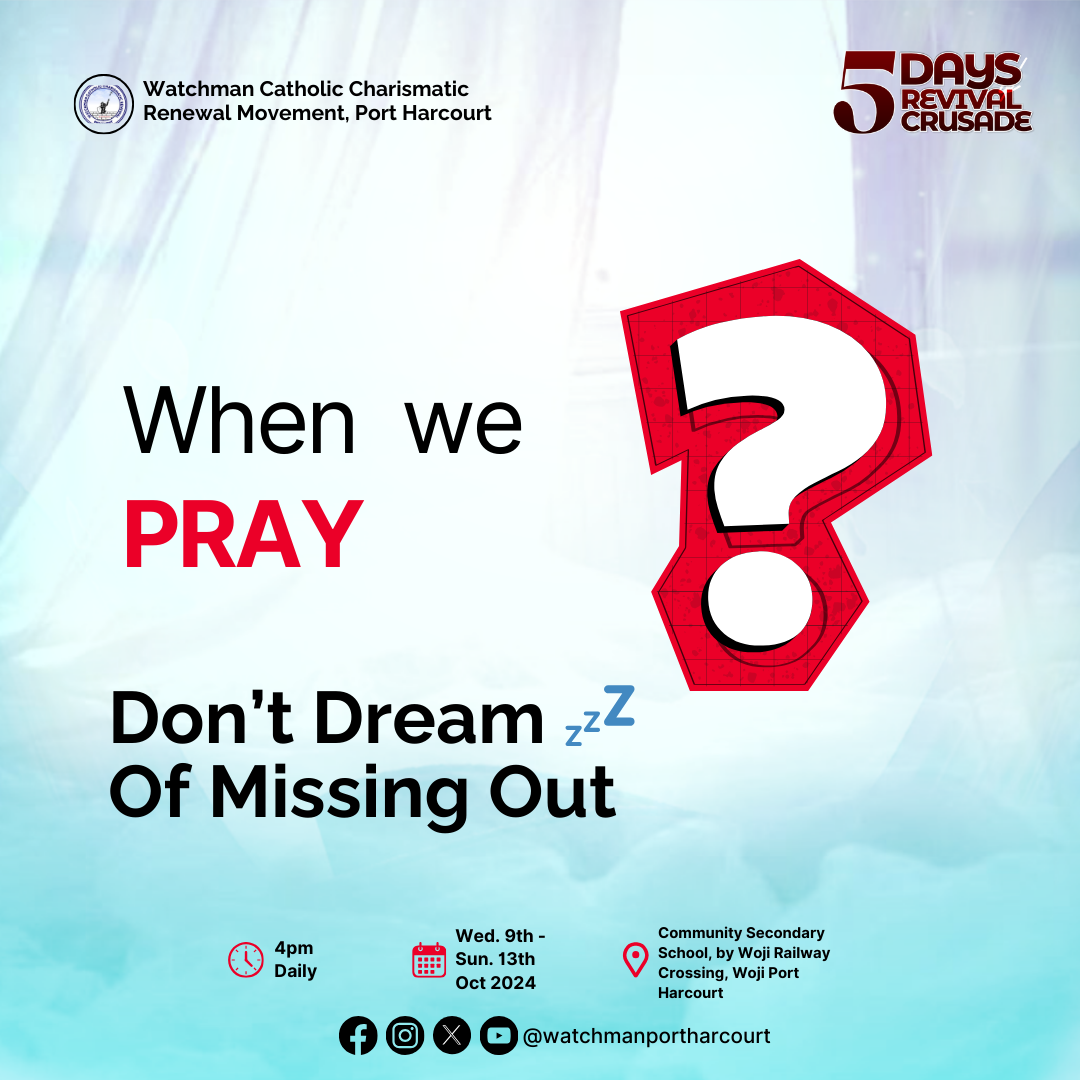 Watchman Catholic Charismatic
Renewal Movement, Port Harcourt
5 DAYS
REVIVAL
CRUSADE
When we
PRAY
?
Don’t Dream zzZ
Of Missing Out
4pm
Daily
Wed. 9th -
Sun. 13th
Oct 2024
Community Secondary
School, by Woji Railway
Crossing, Woji Port
Harcourt
@watchmanportharcourt